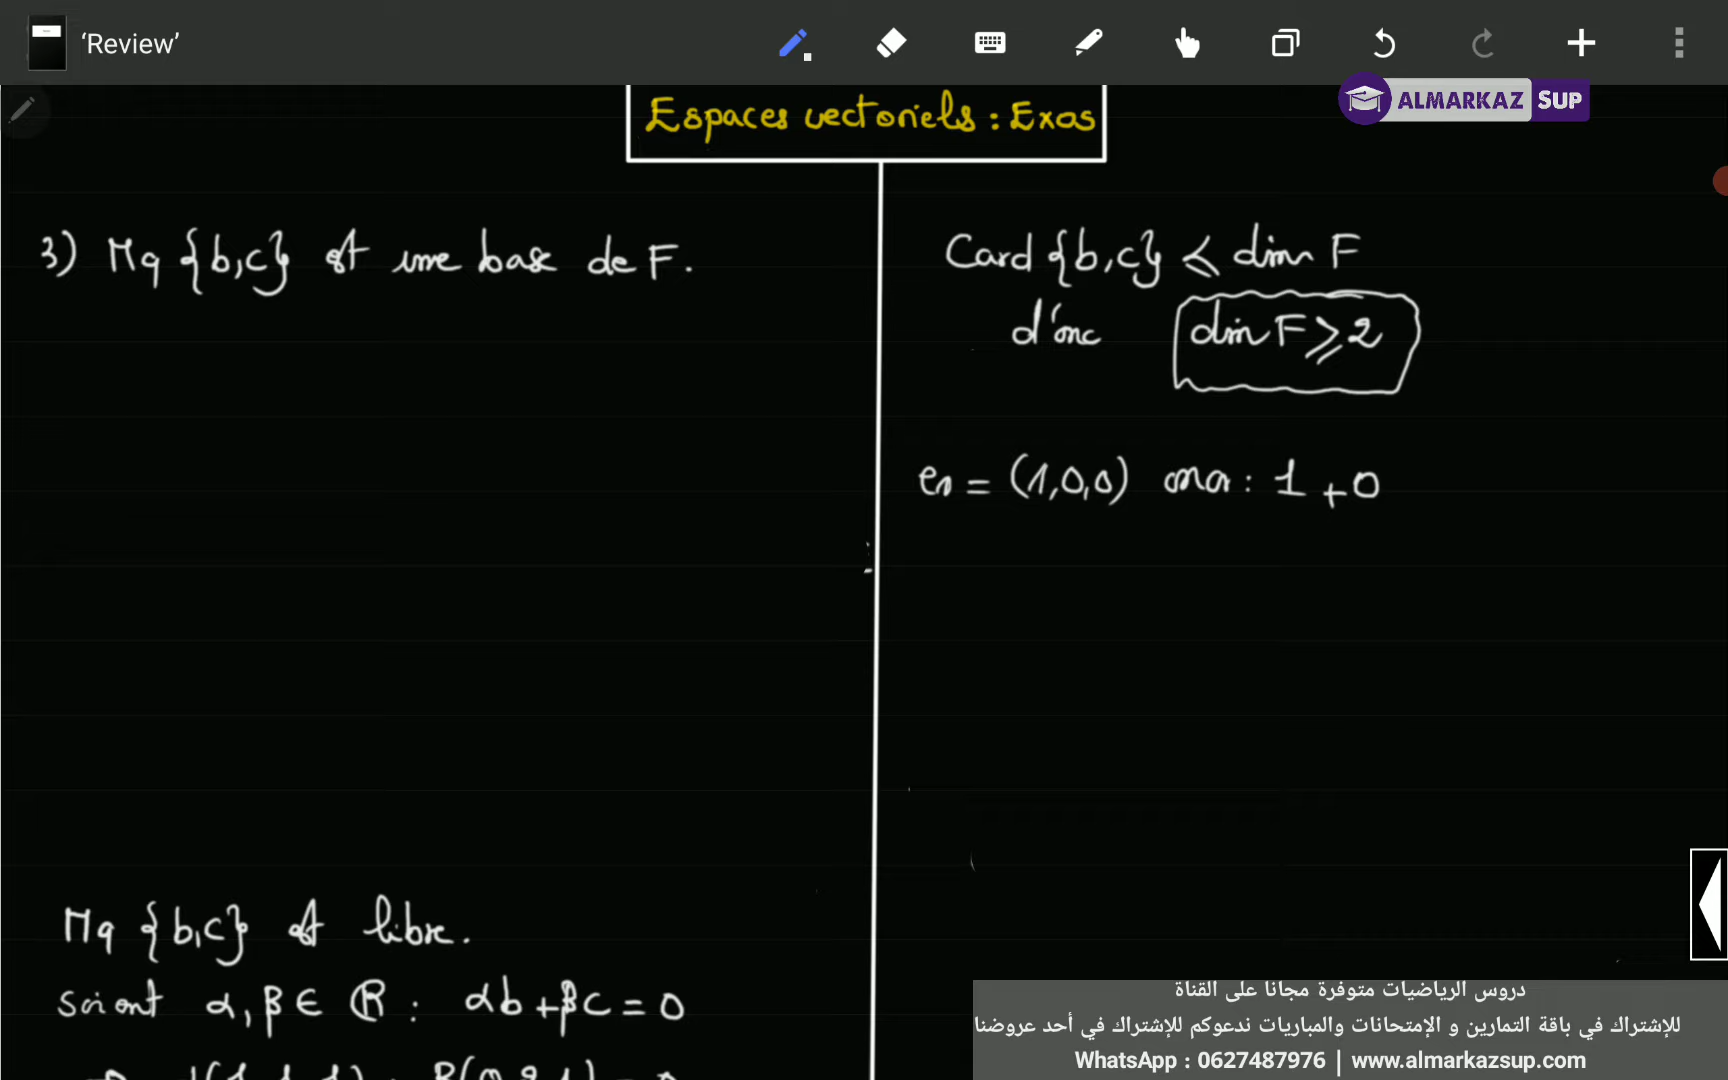 'Review'
ALMARKAZ SUP
Espaces vectoriels : Exos
3) Mq {b,c} est une base de F.
Mq {b,c} est libre.
soient α, β ∈ ℝ : αb + βc = 0
Card {b,c} ⩽ dim F
d'onc dim F ⩾ 2
e₁ = (1,0,0) ona : 1 + 0
دروس الرياضيات متوفرة مجانا على القناة
للإشتراك في باقة التمارين و الإمتحانات والمباريات ندعوكم للإشتراك في أحد عروضنا
WhatsApp : 0627487976 | www.almarkazsup.com